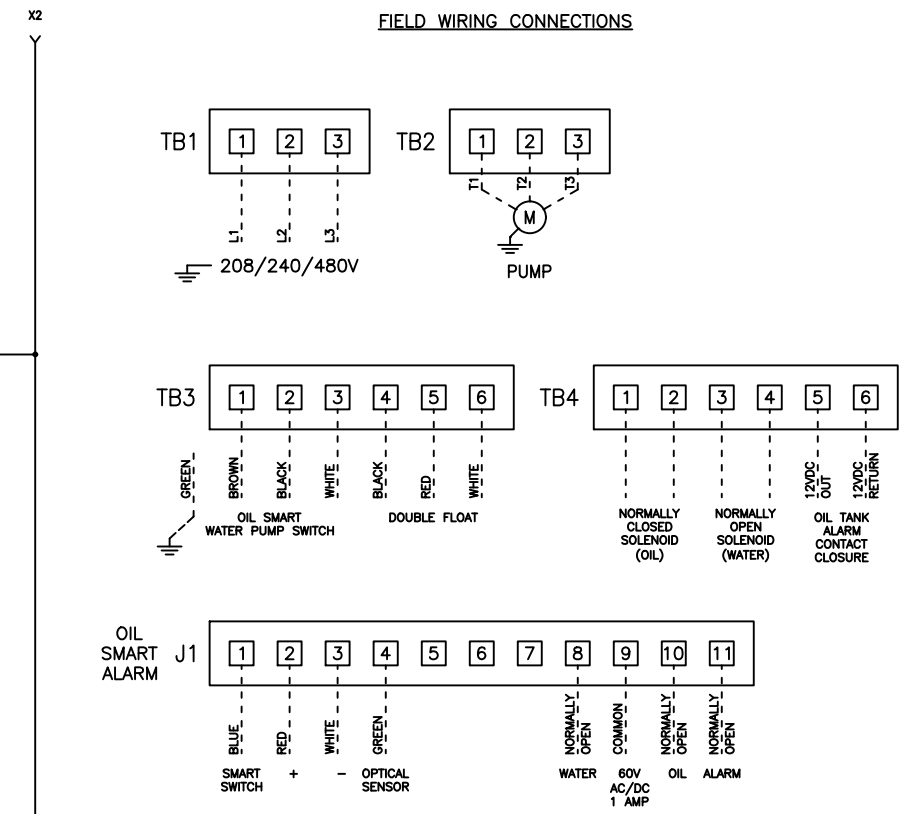 X2
FIELD WIRING CONNECTIONS
TB1
1 2 3
L1 L2 L3
208/240/480V
TB2
1 2 3
T1 T2 T3
M
PUMP
TB3
1 2 3 4 5 6
GREEN
BROWN
BLACK
WHITE
BLACK
RED
WHITE
OIL SMART
WATER PUMP SWITCH
DOUBLE FLOAT
TB4
1 2 3 4 5 6
12VDC
OUT
12VDC
RETURN
NORMALLY
CLOSED
SOLENOID
(OIL)
NORMALLY
OPEN
SOLENOID
(WATER)
OIL TANK
ALARM
CONTACT
CLOSURE
OIL
SMART
ALARM
J1
1 2 3 4 5 6 7 8 9 10 11
BLUE
RED
WHITE
GREEN
NORMALLY
OPEN
COMMON
NORMALLY
OPEN
NORMALLY
OPEN
SMART
SWITCH
+
-
OPTICAL
SENSOR
WATER
60V
AC/DC
1 AMP
OIL
ALARM